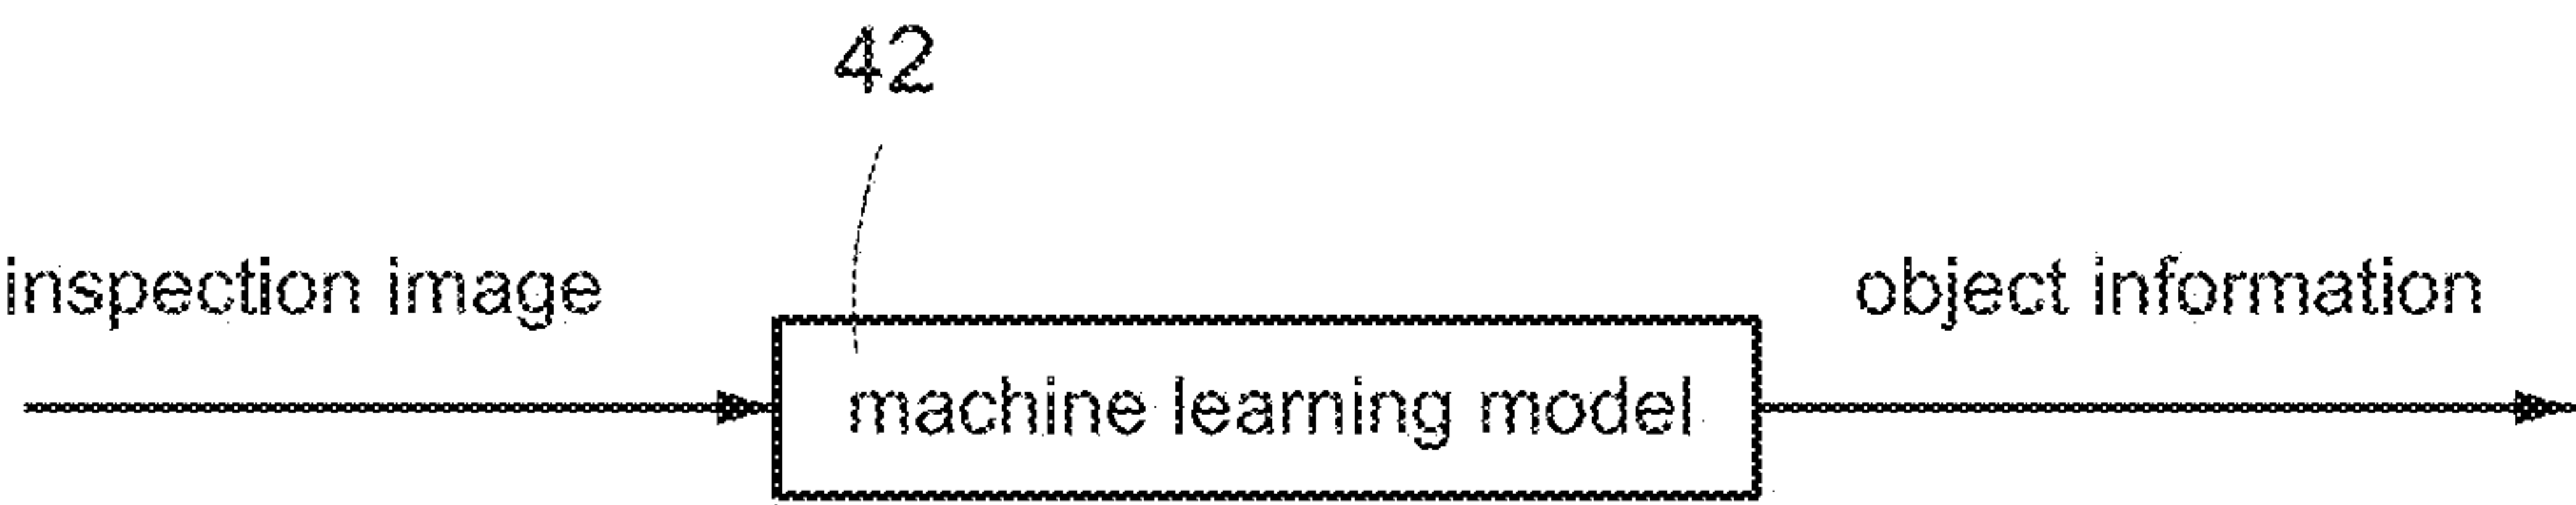 42
inspection image
object information
machine learning model